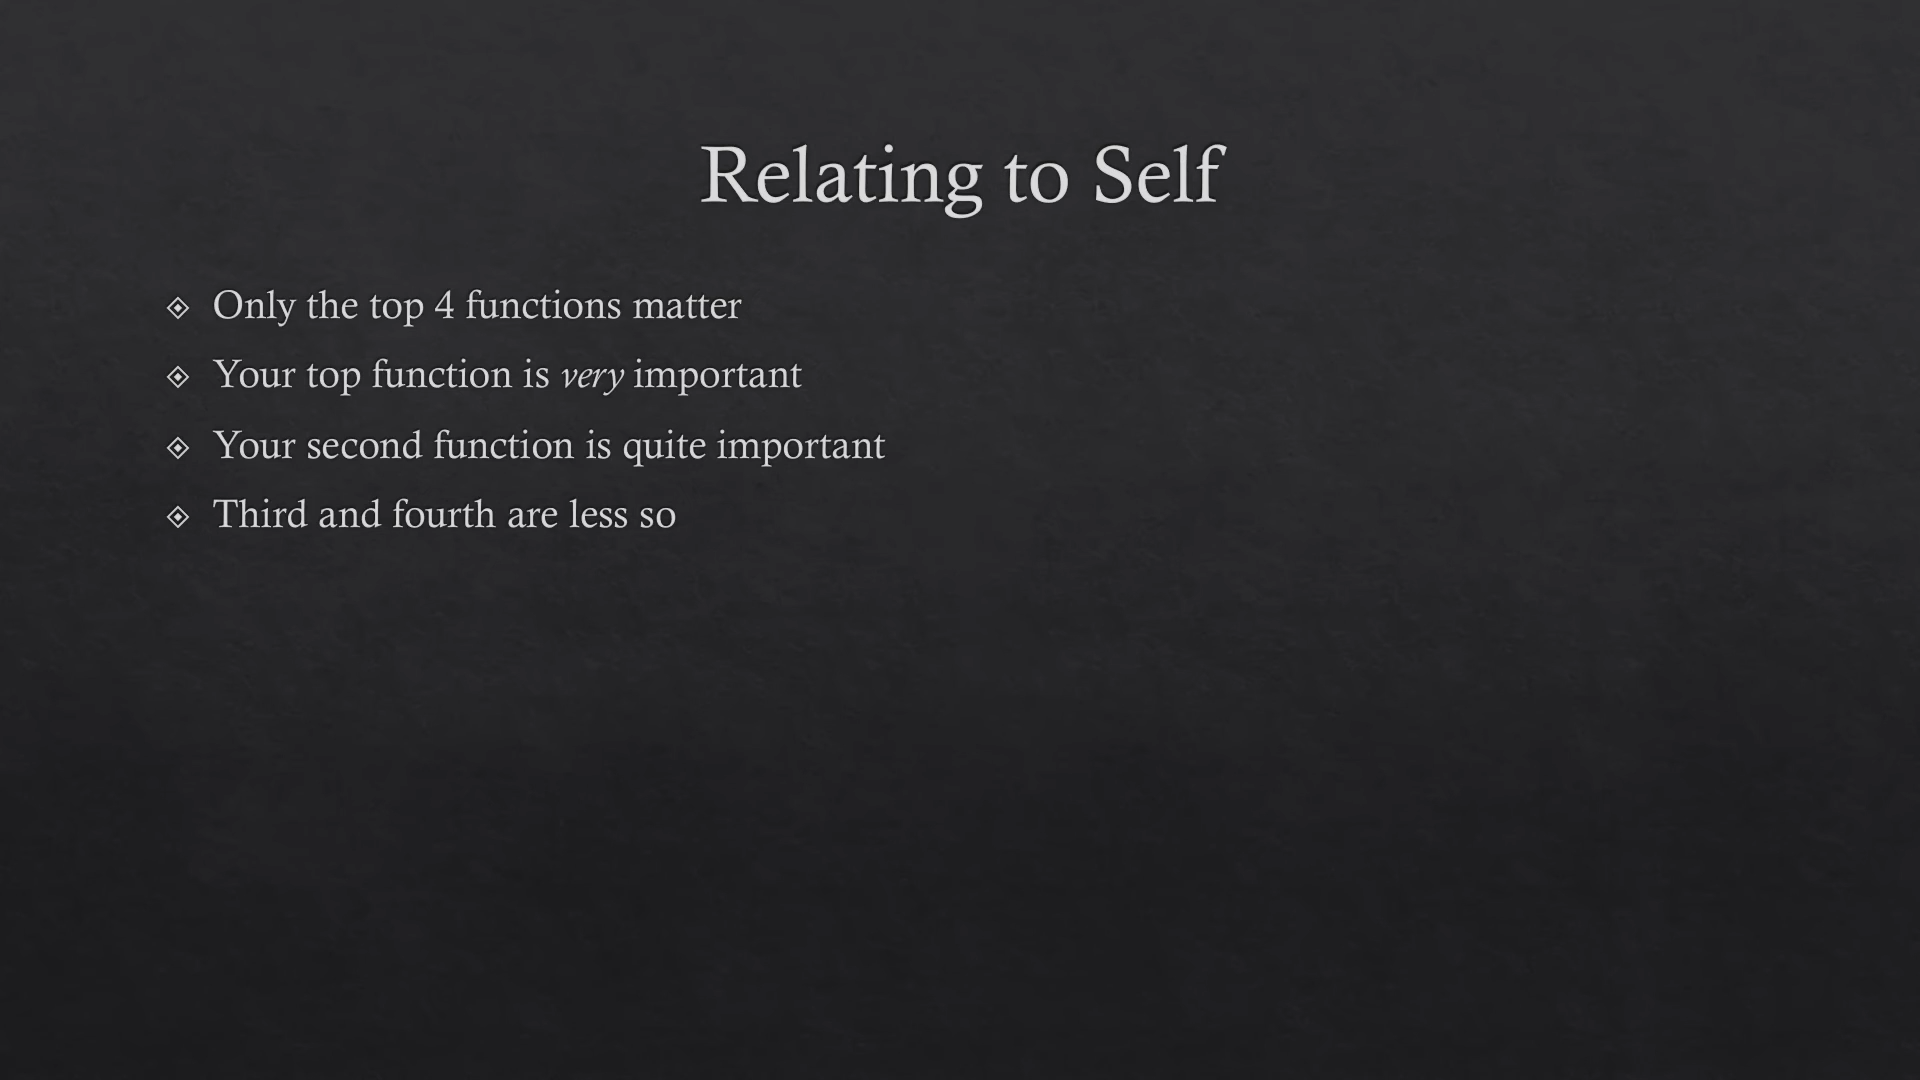 Relating to Self
Only the top 4 functions matter
Your top function is very important
Your second function is quite important
Third and fourth are less so